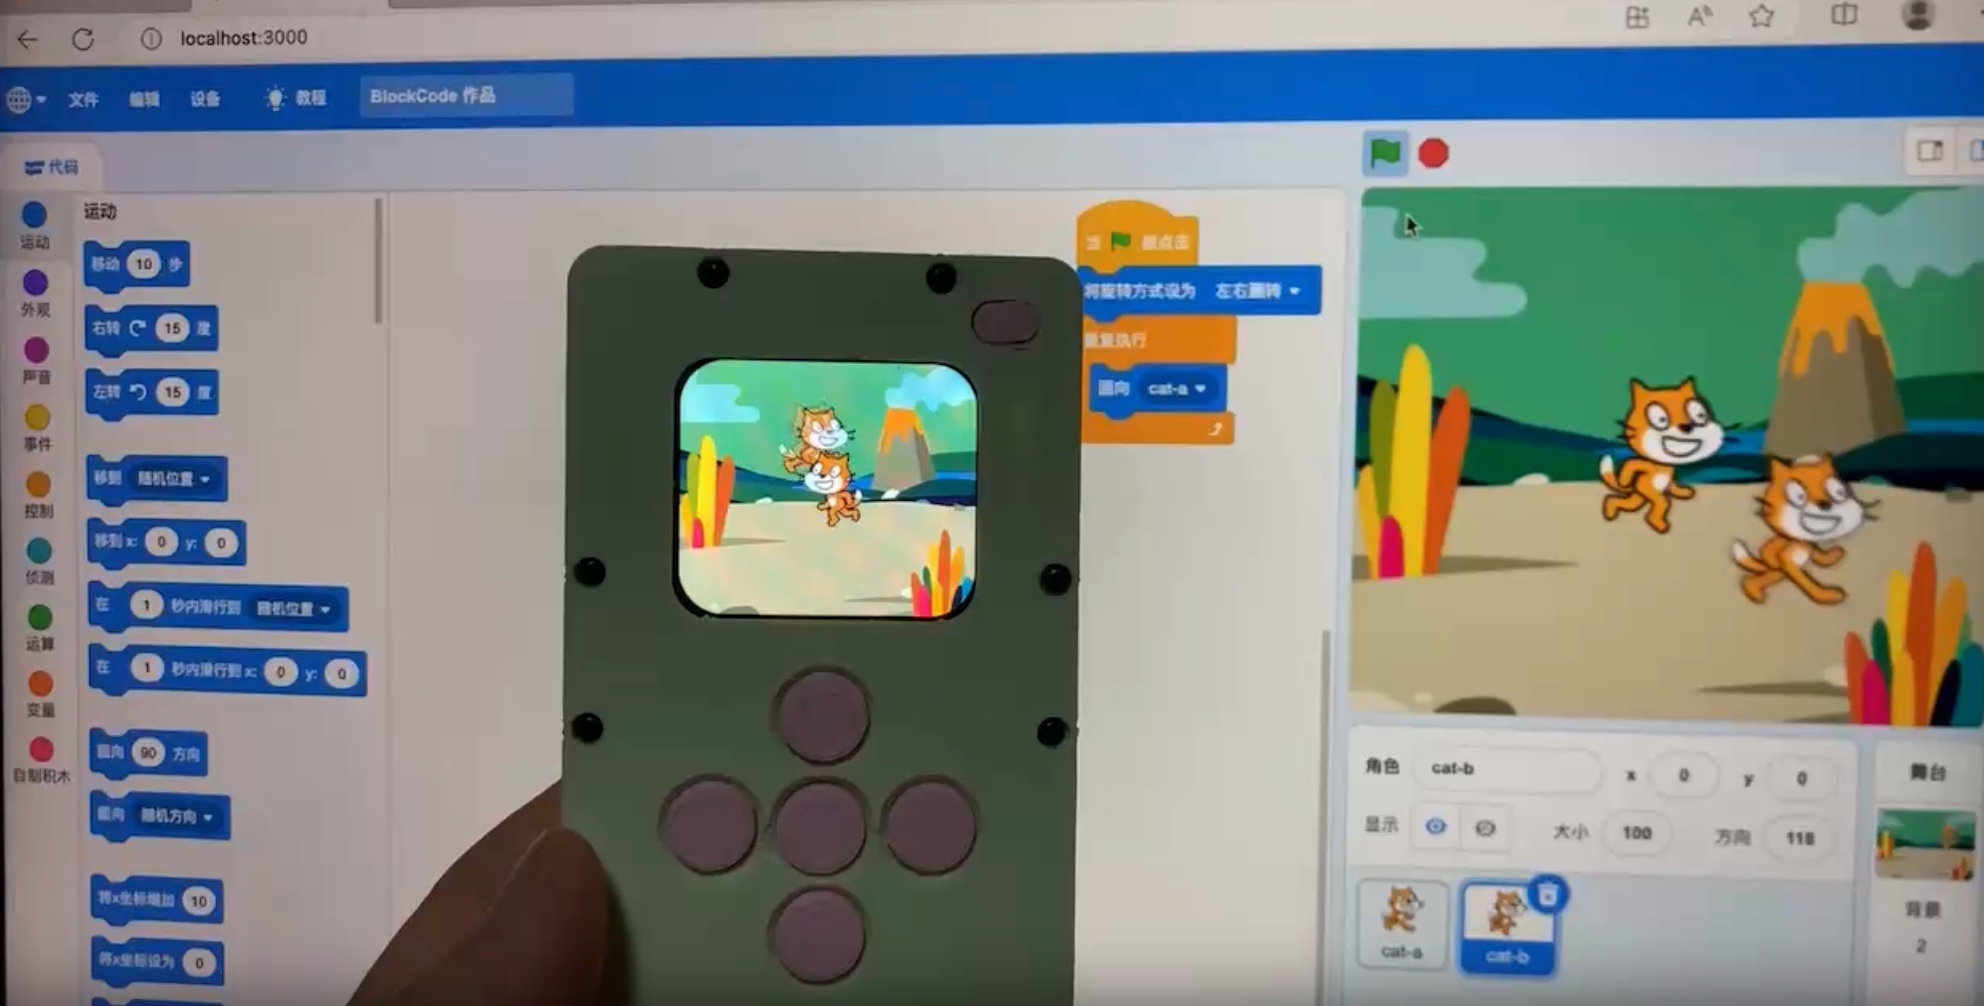 localhost:3000
文件 编辑 设备 教程 BlockCode 作品
代码
运动
外观
声音
事件
控制
侦测
运算
变量
自制积木
运动
移动 10 步
右转 15 度
左转 15 度
移到 随机位置
移到 x: 0 y: 0
在 1 秒内滑行到 随机位置
在 1 秒内滑行到 x: 0 y: 0
面向 90 方向
面向 随机方向
将x坐标增加 10
将x坐标设为 0
当 被点击
将旋转方式设为 左右翻转
重复执行
面向 cat-a
角色 cat-b x 0 y 0
显示 大小 100 方向 118
cat-a
cat-b
舞台
背景
2